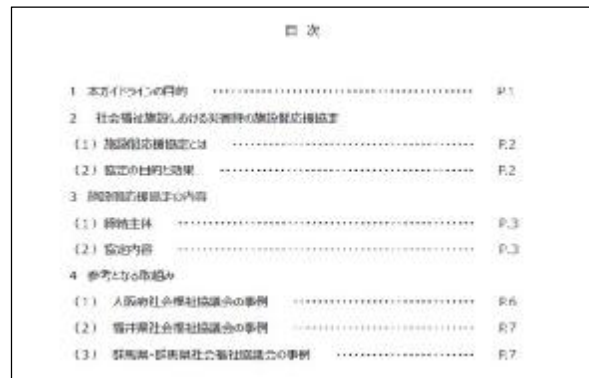 目 次
1 本ガイドラインの目的 ･････････････････････････････ P.1
2 社会福祉施設における災害時の施設間応援協定
(1)施設間応援協定とは ･････････････････････････････ P.2
(2)協定の目的と効果 ･････････････････････････････ P.2
3 施設間応援協定の内容
(1)締結主体 ･････････････････････････････ P.3
(2)協定内容 ･････････････････････････････ P.3
4 参考となる取組み
(1) 大阪府社会福祉協議会の事例 ･･････････････････ P.6
(2) 福井県社会福祉協議会の事例 ･･････････････････ P.7
(3) 群馬県・群馬県社会福祉協議会の事例 ･･････････････ P.7